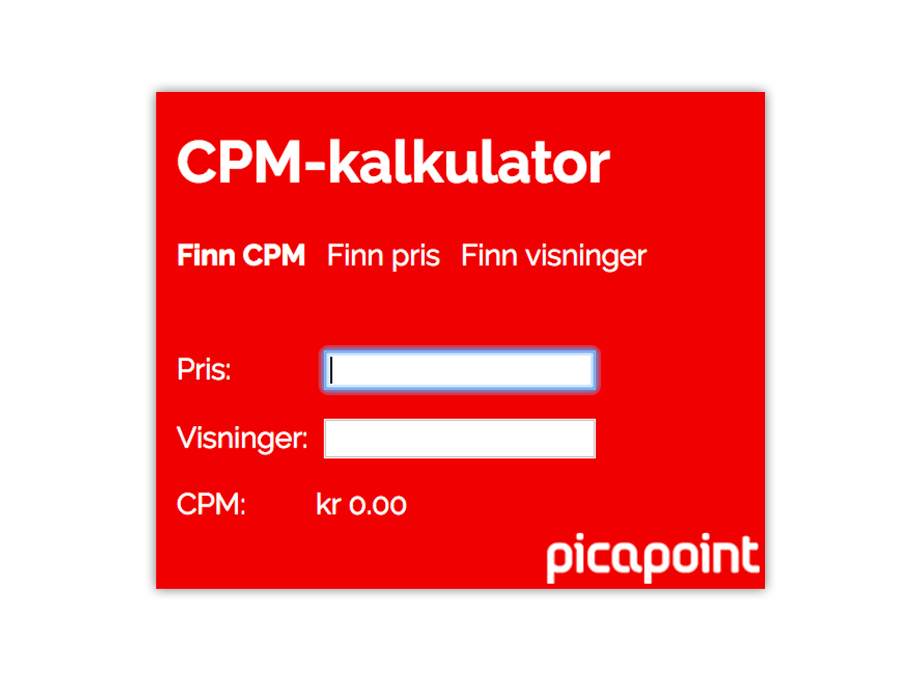 CPM-kalkulator
Finn CPM Finn pris Finn visninger
Pris:
Visninger:
CPM: kr 0.00
picapoint